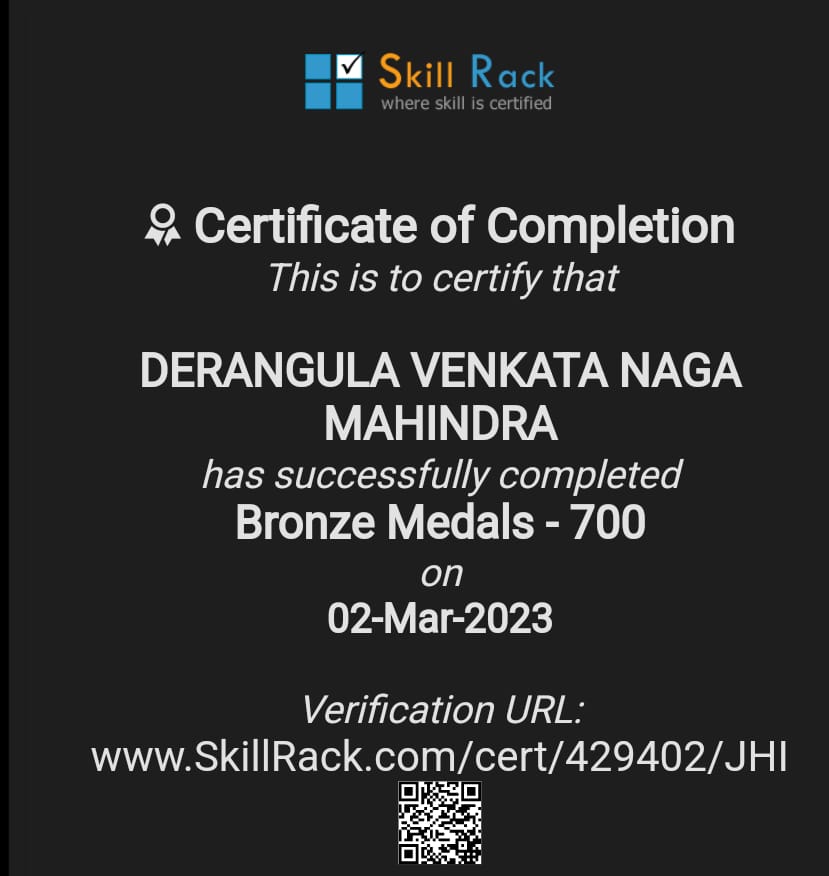 Skill Rack
where skill is certified
Certificate of Completion
This is to certify that
DERANGULA VENKATA NAGA
MAHINDRA
has successfully completed
Bronze Medals - 700
on
02-Mar-2023
Verification URL:
www.SkillRack.com/cert/429402/JHI